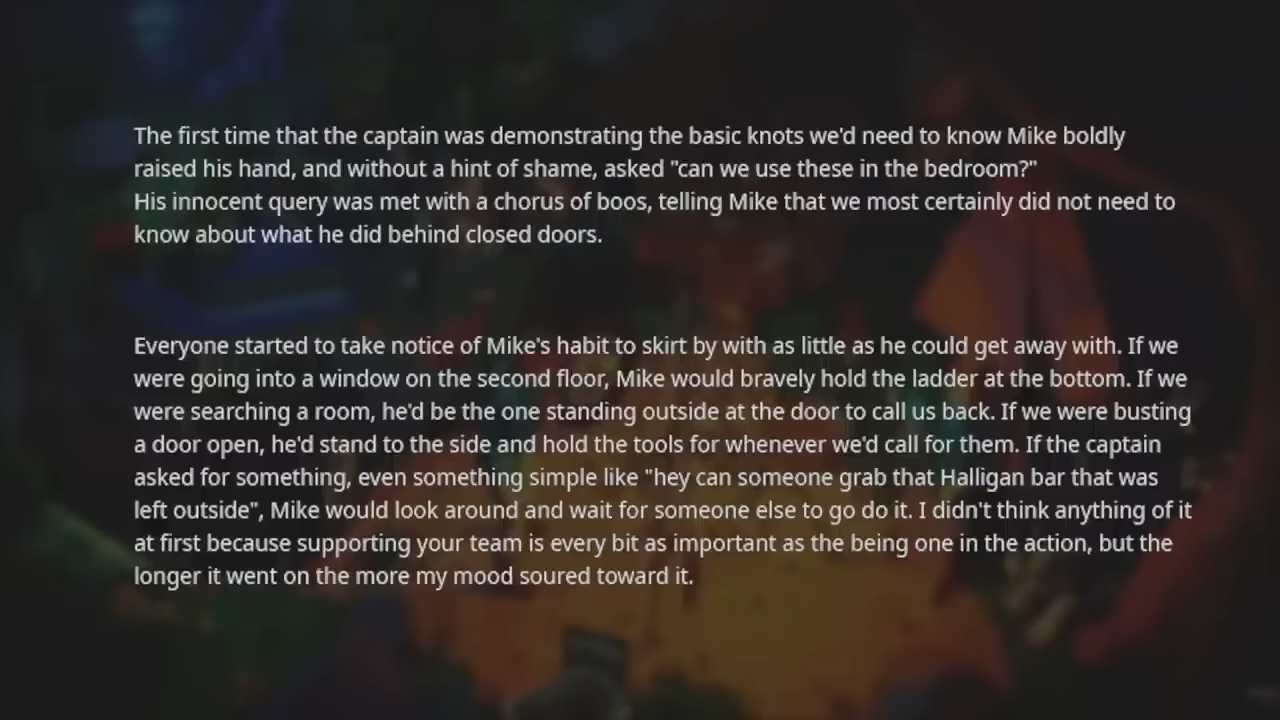 The first time that the captain was demonstrating the basic knots we'd need to know Mike boldly
raised his hand, and without a hint of shame, asked "can we use these in the bedroom?"
His innocent query was met with a chorus of boos, telling Mike that we most certainly did not need to
know about what he did behind closed doors.
Everyone started to take notice of Mike's habit to skirt by with as little as he could get away with. If we
were going into a window on the second floor, Mike would bravely hold the ladder at the bottom. If we
were searching a room, he'd be the one standing outside at the door to call us back. If we were busting
a door open, he'd stand to the side and hold the tools for whenever we'd call for them. If the captain
asked for something, even something simple like "hey can someone grab that Halligan bar that was
left outside", Mike would look around and wait for someone else to go do it. I didn't think anything of it
at first because supporting your team is every bit as important as the being one in the action, but the
longer it went on the more my mood soured toward it.